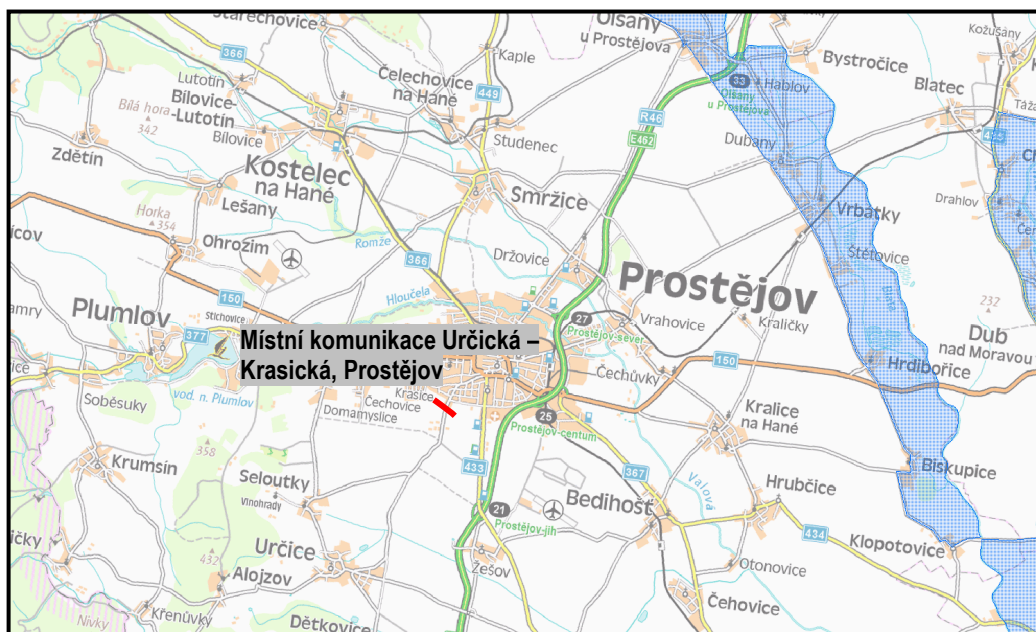 Stařechovice
Olšany
u Prostějova
Kožušany
Kaple
366
Bystročice
Lutotín
Čelechovice
na Hané
63
Hablov
Blatec
Bílá hora
342
Bílovice-
Lutotín
449
Olšany
u Prostějova
R46
Bílovice
Studenec
E462
Dubany
435
Zdětín
Kostelec
na Hané
Smržice
Lešany
Vrbátky
Drahlov
Horka
354
Romže
Ohrozim
366
Držovice
Štětovice
Hloučela
Prostějov
Blata
232
150
Stichovice
27
Vrahovice
Kraličky
Dub
nad Moravou
Plumlov
377
Místní komunikace Určická –
Krasická, Prostějov
Prostějov-sever
150
Hrdibořice
Čechůvky
Krasice
vod. n. Plumlov
Čechovice
Soběsuky
Domamyslice
25
Prostějov-centrum
Kralice
na Hané
358
Krumsín
433
367
Biskupice
Seloutky
Valová
Vinohrady
Hrubčice
Bedihošť
21
Prostějov-jih
434
432
Určice
Klopotovice
Žešov
Otonovice
Alojzov
Čehovice
Křenůvky
Nivky
Dětkovice